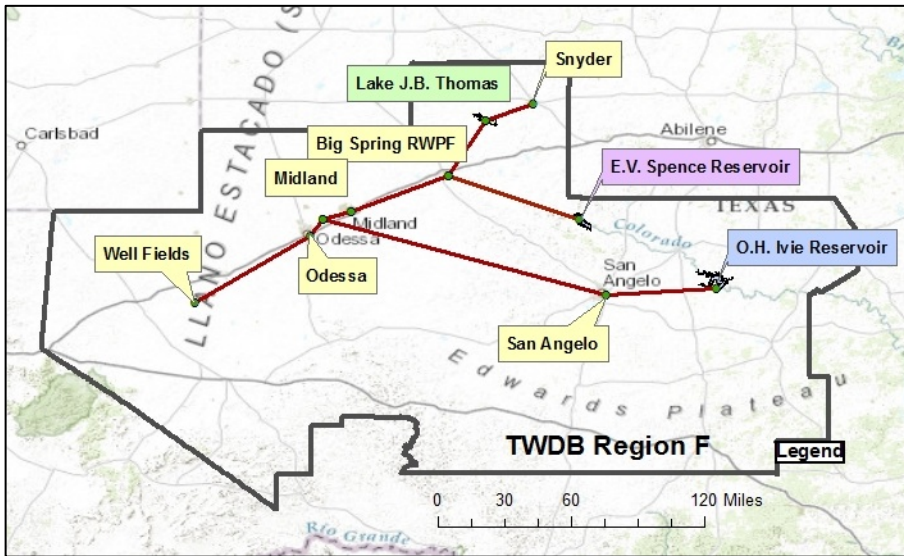 Snyder
Lake J.B. Thomas
Carlsbad
Abilene
Big Spring RWPF
E.V. Spence Reservoir
Midland
TEXAS
Colorado
Midland
Odessa
Well Fields
Odessa
O.H. Ivie Reservoir
San
Angelo
San Angelo
LLANO ESTACADO (S
Edwards Plateau
TWDB Region F
Legend
0 30 60 120 Miles
Rio Grande